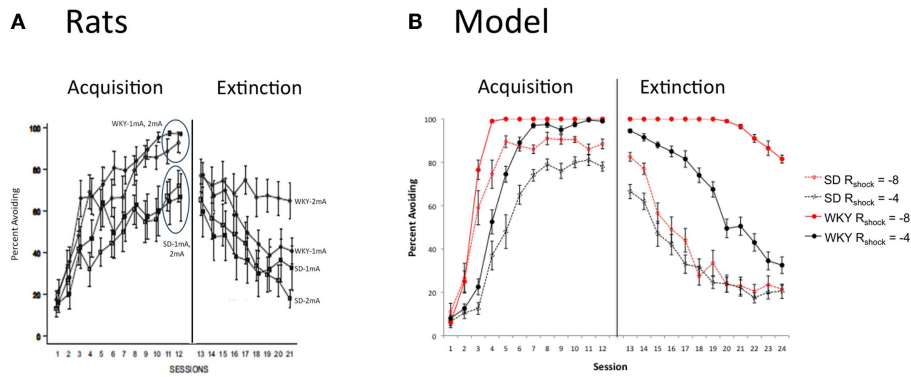 A Rats
B Model
Acquisition Extinction
WKY-1mA, 2mA
100
80
60
40
20
0
Percent Avoiding
WKY-2mA
WKY-1mA
SD-1mA
SD-2mA
SD-1mA,
2mA
1 2 3 4 5 6 7 8 9 10 11 12 13 14 15 16 17 18 19 20 21
SESSIONS
Acquisition Extinction
100
80
60
40
20
0
Percent Avoiding
1 2 3 4 5 6 7 8 9 10 11 12 13 14 15 16 17 18 19 20 21 22 23 24
Session
SD Rshock = -8
SD Rshock = -4
WKY Rshock = -8
WKY Rshock = -4